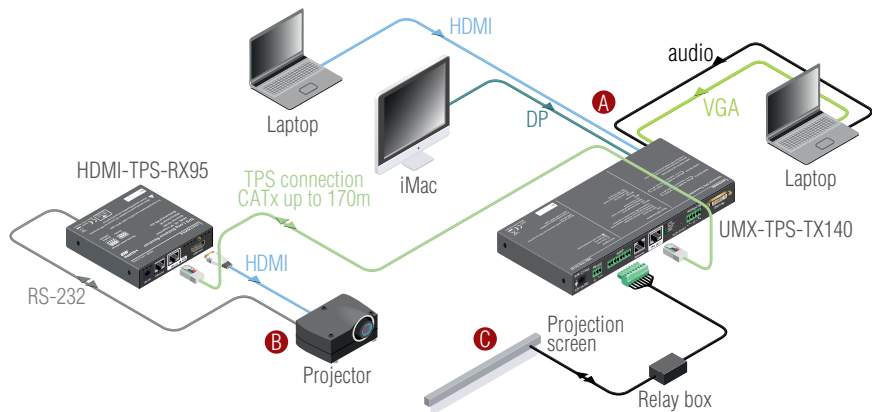 HDMI
audio
A
VGA
DP
Laptop
iMac
Laptop
HDMI-TPS-RX95
TPS connection
CATx up to 170m
UMX-TPS-TX140
HDMI
RS-232
B
Projector
C
Projection
screen
Relay box